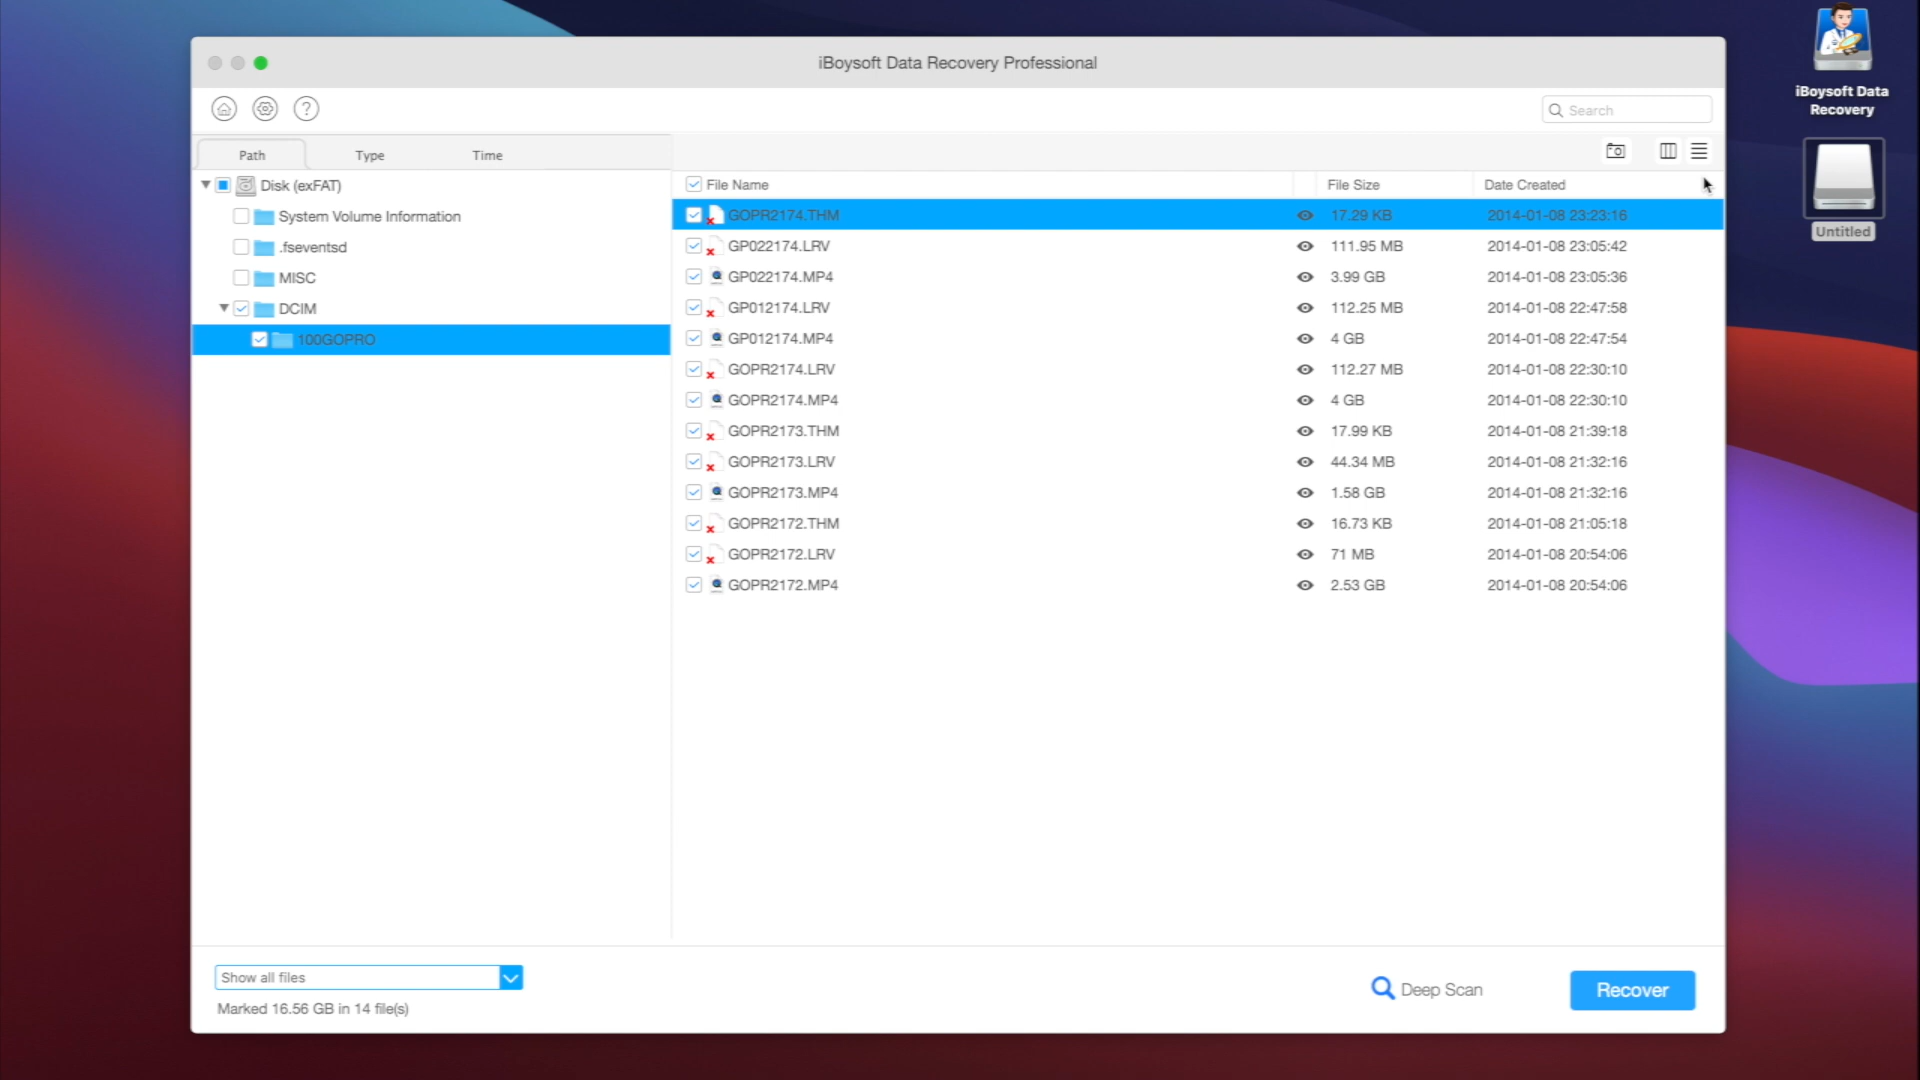 iBoysoft Data Recovery Professional
iBoysoft Data
Recovery
Untitled
Search
Path Type Time
Disk (exFAT)
System Volume Information
.fseventsd
MISC
DCIM
100GOPRO
File Name File Size Date Created
GOPR2174.THM 17.29 KB 2014-01-08 23:23:16
GP022174.LRV 111.95 MB 2014-01-08 23:05:42
GP022174.MP4 3.99 GB 2014-01-08 23:05:36
GP012174.LRV 112.25 MB 2014-01-08 22:47:58
GP012174.MP4 4 GB 2014-01-08 22:47:54
GOPR2174.LRV 112.27 MB 2014-01-08 22:30:10
GOPR2174.MP4 4 GB 2014-01-08 22:30:10
GOPR2173.THM 17.99 KB 2014-01-08 21:39:18
GOPR2173.LRV 44.34 MB 2014-01-08 21:32:16
GOPR2173.MP4 1.58 GB 2014-01-08 21:32:16
GOPR2172.THM 16.73 KB 2014-01-08 21:05:18
GOPR2172.LRV 71 MB 2014-01-08 20:54:06
GOPR2172.MP4 2.53 GB 2014-01-08 20:54:06
Show all files
Marked 16.56 GB in 14 file(s)
Deep Scan
Recover